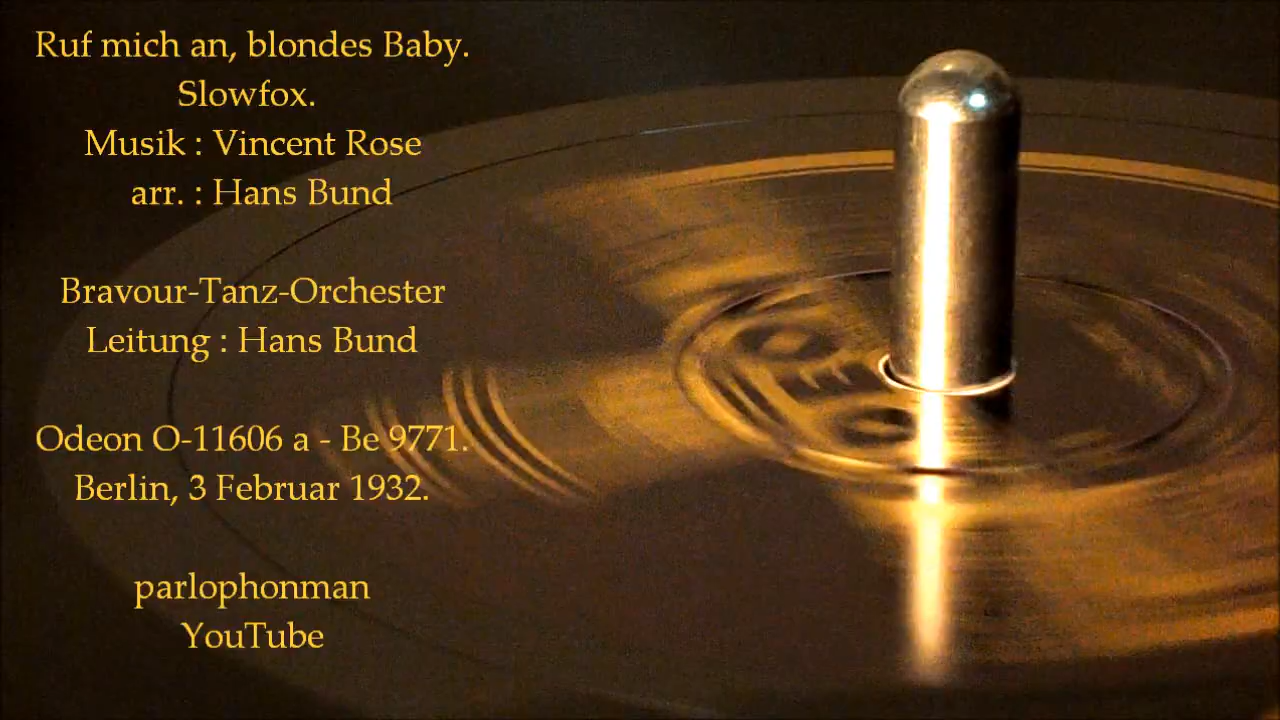 Ruf mich an, blondes Baby.
Slowfox.
Musik : Vincent Rose
arr. : Hans Bund
Bravour-Tanz-Orchester
Leitung : Hans Bund
Odeon O-11606 a - Be 9771.
Berlin, 3 Februar 1932.
parlophonman
YouTube